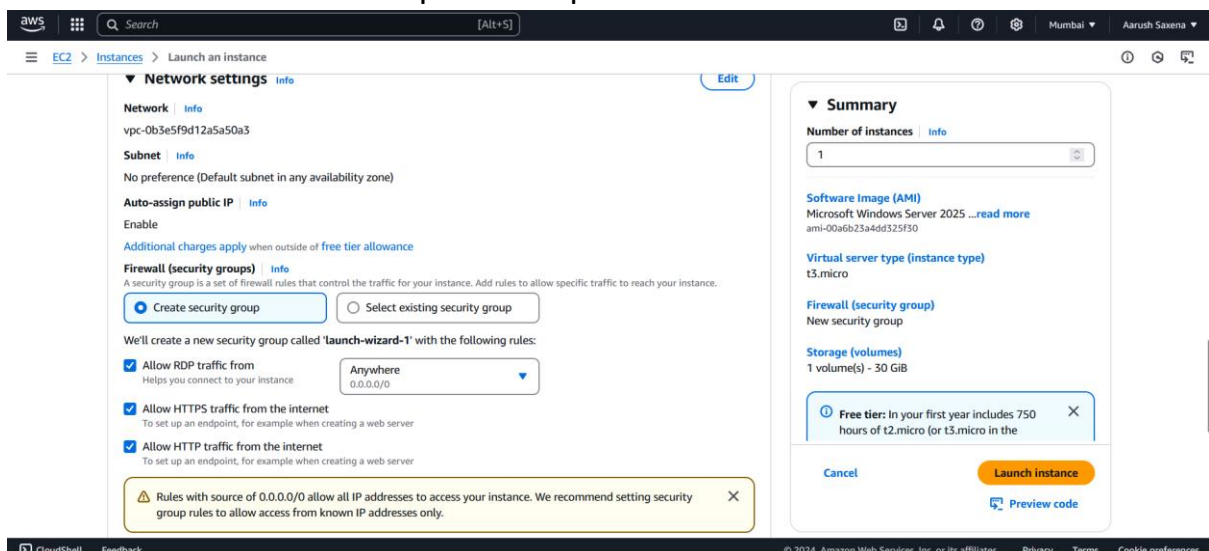 aws
Search
[Alt+S]
Mumbai ▼
Aarush Saxena ▼
EC2 > Instances > Launch an instance
▼ Network settings Info
Edit
Network | Info
vpc-0b3e5f9d12a5a50a3
Subnet | Info
No preference (Default subnet in any availability zone)
Auto-assign public IP | Info
Enable
Additional charges apply when outside of free tier allowance
Firewall (security groups) | Info
A security group is a set of firewall rules that control the traffic for your instance. Add rules to allow specific traffic to reach your instance.
Create security group
Select existing security group
We'll create a new security group called 'launch-wizard-1' with the following rules:
Allow RDP traffic from
Helps you connect to your instance
Anywhere
0.0.0.0/0
Allow HTTPS traffic from the internet
To set up an endpoint, for example when creating a web server
Allow HTTP traffic from the internet
To set up an endpoint, for example when creating a web server
Rules with source of 0.0.0.0/0 allow all IP addresses to access your instance. We recommend setting security
group rules to allow access from known IP addresses only.
▼ Summary
Number of instances | Info
1
Software Image (AMI)
Microsoft Windows Server 2025 ...read more
ami-00a6b23a4dd325f30
Virtual server type (instance type)
t3.micro
Firewall (security group)
New security group
Storage (volumes)
1 volume(s) - 30 GiB
Free tier: In your first year includes 750
hours of t2.micro (or t3.micro in the
Cancel
Launch instance
Preview code
CloudShell Feedback
© 2024, Amazon Web Services, Inc. or its affiliates. Privacy Terms Cookie preferences